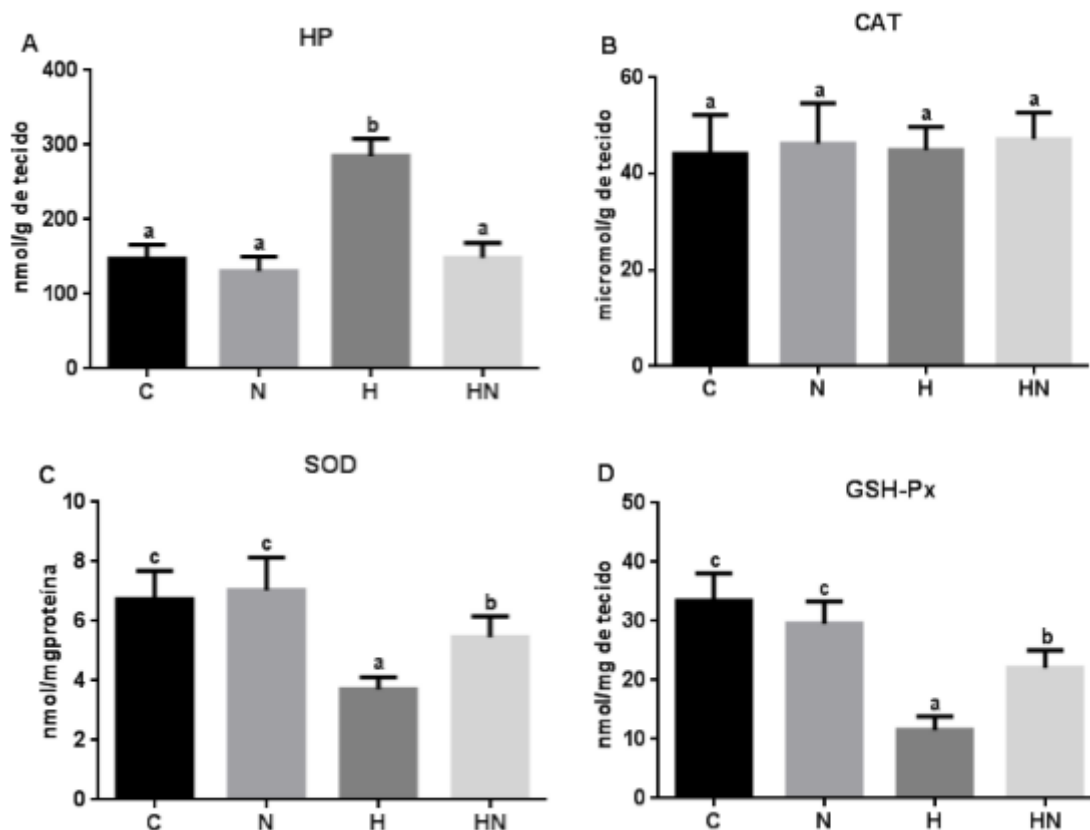 A
HP
nmol/g de tecido
400
300
200
100
0
a
a
b
a
C N H HN
B
CAT
micromol/g de tecido
60
40
20
0
a
a
a
a
C N H HN
C
SOD
nmol/mgproteína
10
8
6
4
2
0
c
c
a
b
C N H HN
D
GSH-Px
nmol/mg de tecido
50
40
30
20
10
0
c
c
a
b
C N H HN